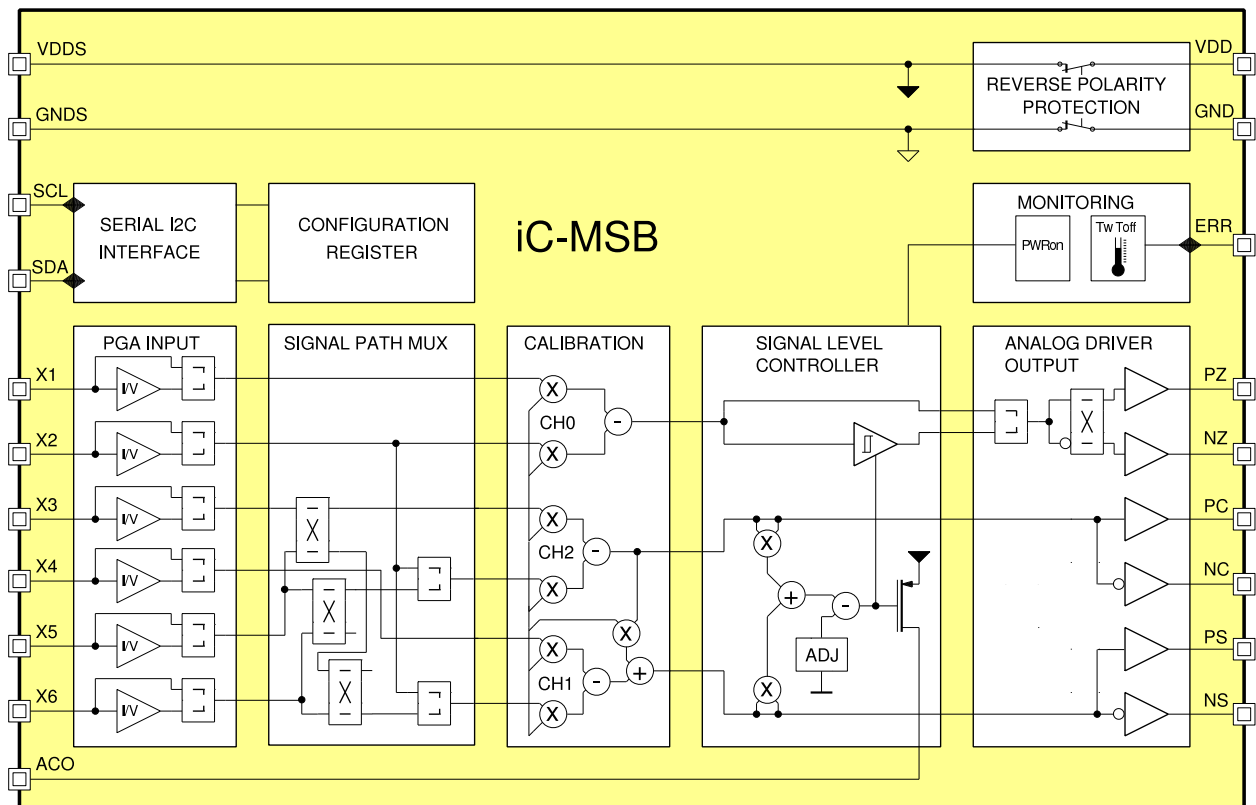 VDDS
VDD
REVERSE POLARITY
PROTECTION
GNDS
GND
SCL
SERIAL I2C
INTERFACE
SDA
CONFIGURATION
REGISTER
iC-MSB
MONITORING
PWRon
Tw Toff
ERR
PGA INPUT
SIGNAL PATH MUX
CALIBRATION
SIGNAL LEVEL
CONTROLLER
ANALOG DRIVER
OUTPUT
X1
I/V
X2
I/V
X3
I/V
X4
I/V
X5
I/V
X6
I/V
X
X
X
X
CH0
X
X
CH2
X
X
X
CH1
X
X
X
ADJ
X
PZ
NZ
PC
NC
PS
NS
ACO